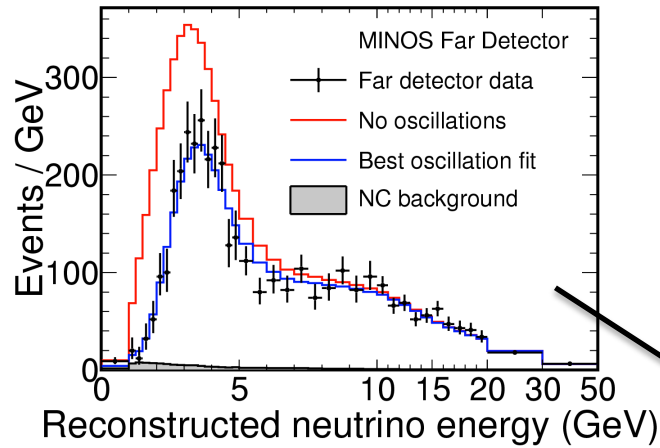 MINOS Far Detector
Far detector data
No oscillations
Best oscillation fit
NC background
Events / GeV
300
200
100
0
0 5 10 15 20 30 50
Reconstructed neutrino energy (GeV)